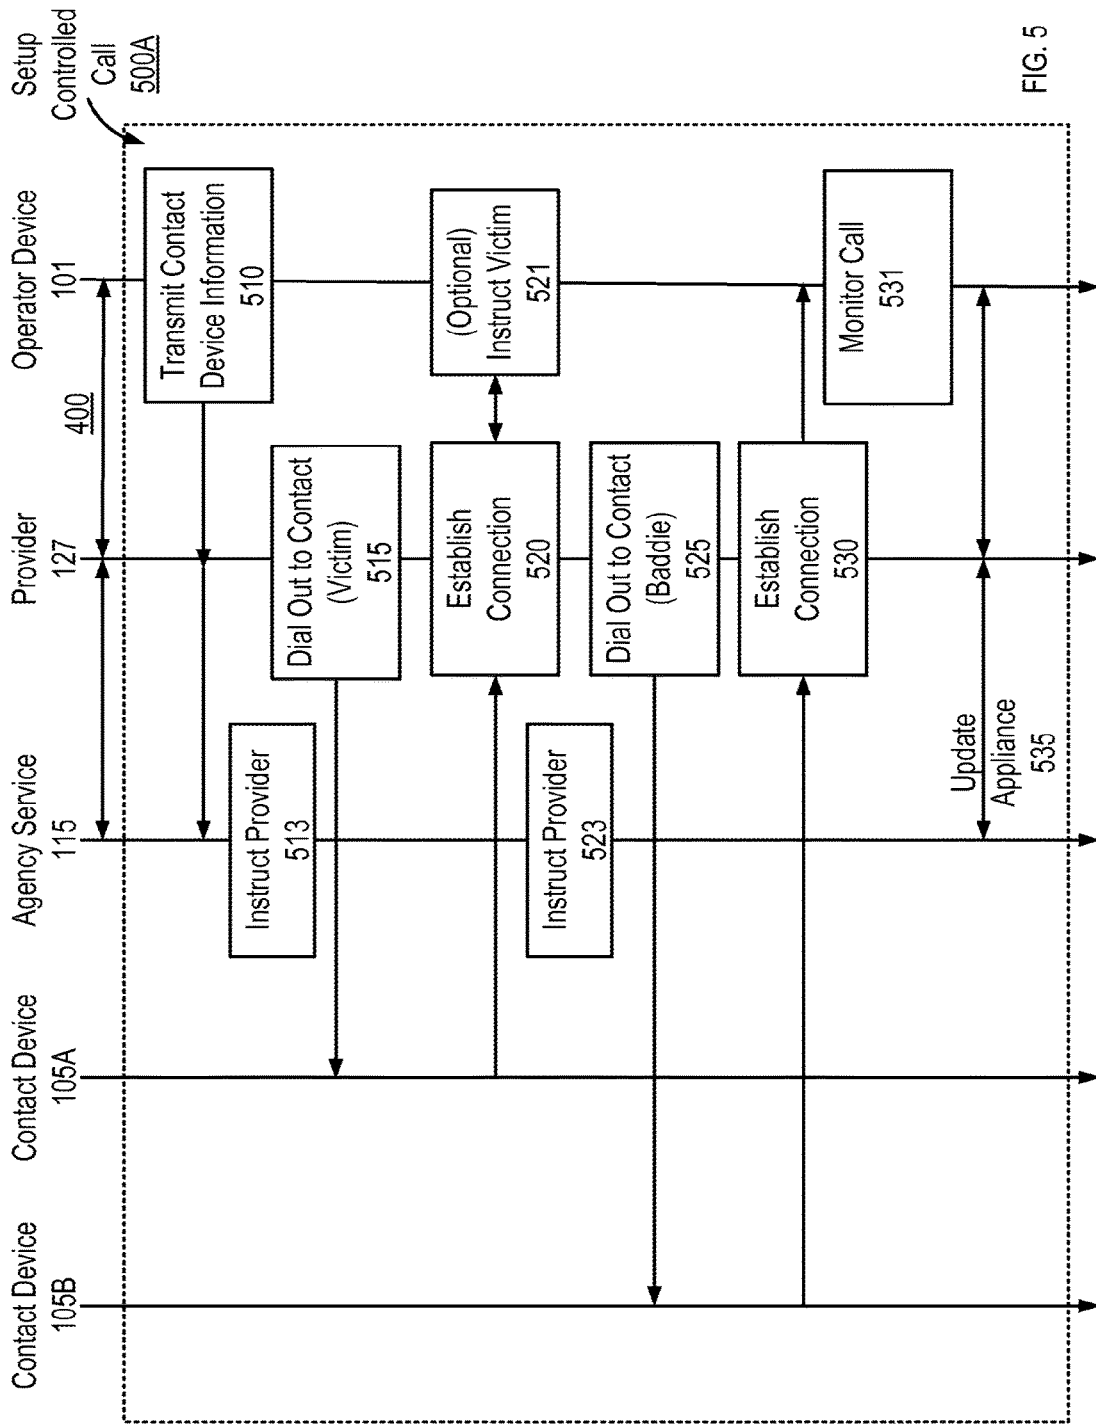 Contact Device
105B
Contact Device
105A
Agency Service
115
Provider
127
Operator Device
101
Setup
Controlled
Call
500A
400
Transmit Contact
Device Information
510
Instruct Provider
513
Dial Out to Contact
(Victim)
515
Establish
Connection
520
(Optional)
Instruct Victim
521
Instruct Provider
523
Dial Out to Contact
(Baddie)
525
Establish
Connection
530
Monitor Call
531
Update
Appliance
535
FIG. 5